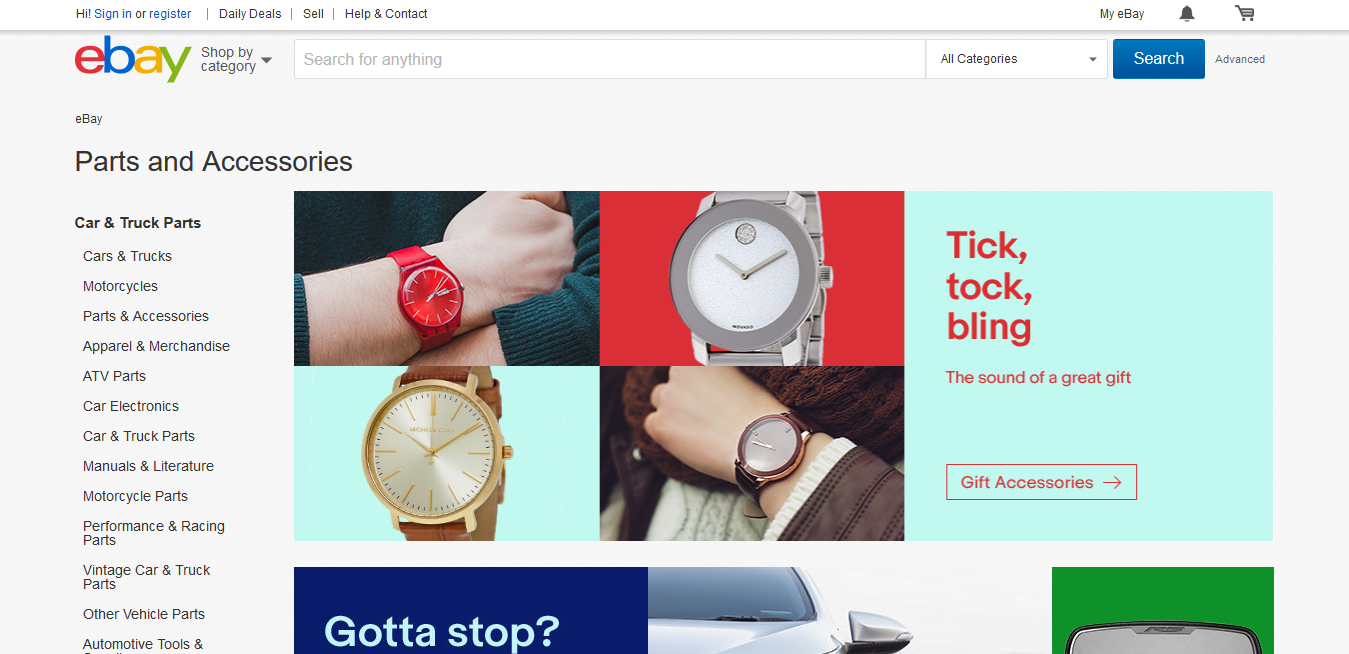 Hi! Sign in or register
Daily Deals
Sell
Help & Contact
My eBay
ebay
Shop by
category
Search for anything
All Categories
Search
Advanced
eBay
Parts and Accessories
Car & Truck Parts
Cars & Trucks
Motorcycles
Parts & Accessories
Apparel & Merchandise
ATV Parts
Car Electronics
Car & Truck Parts
Manuals & Literature
Motorcycle Parts
Performance & Racing
Parts
Vintage Car & Truck
Parts
Other Vehicle Parts
Automotive Tools &
MOVADO
Tick,
tock,
bling
The sound of a great gift
Gift Accessories
Gotta stop?